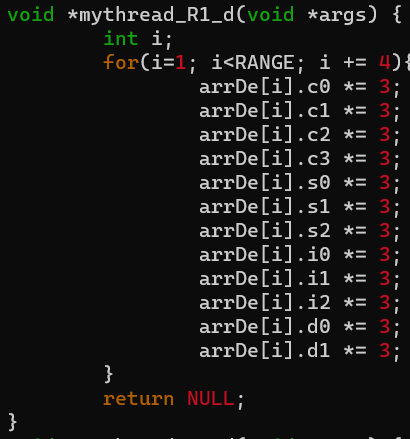 void *mythread_R1_d(void *args) {
        int i;
        for(i=1; i<RANGE; i += 4){
                arrDe[i].c0 *= 3;
                arrDe[i].c1 *= 3;
                arrDe[i].c2 *= 3;
                arrDe[i].c3 *= 3;
                arrDe[i].s0 *= 3;
                arrDe[i].s1 *= 3;
                arrDe[i].s2 *= 3;
                arrDe[i].i0 *= 3;
                arrDe[i].i1 *= 3;
                arrDe[i].i2 *= 3;
                arrDe[i].d0 *= 3;
                arrDe[i].d1 *= 3;
        }
        return NULL;
}